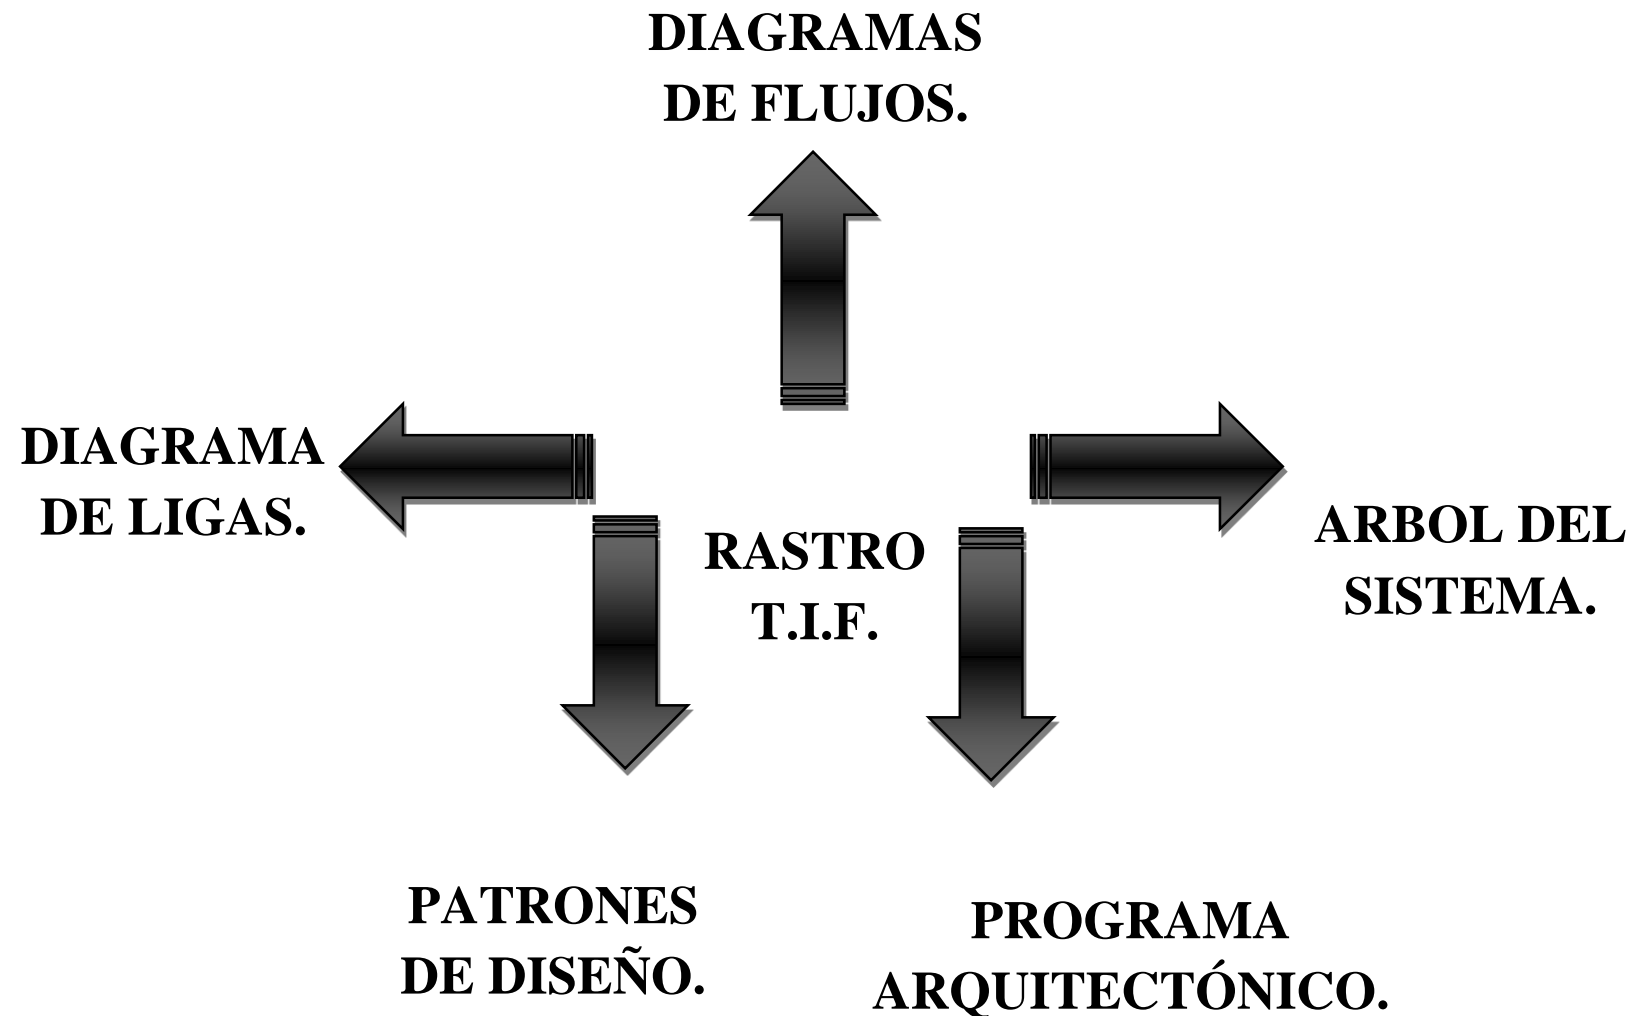 DIAGRAMAS
DE FLUJOS.
DIAGRAMA
DE LIGAS.
RASTRO
T.I.F.
ARBOL DEL
SISTEMA.
PATRONES
DE DISEÑO.
PROGRAMA
ARQUITECTÓNICO.